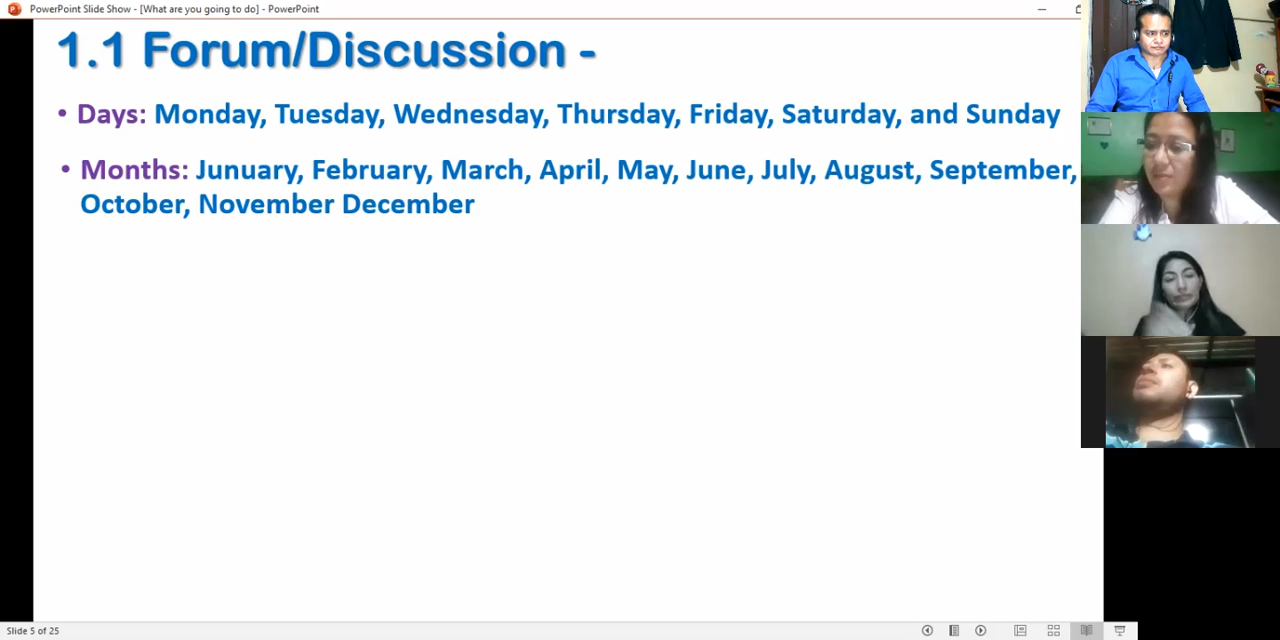 PowerPoint Slide Show - [What are you going to do] - PowerPoint
1.1 Forum/Discussion -
• Days: Monday, Tuesday, Wednesday, Thursday, Friday, Saturday, and Sunday
• Months: Junuary, February, March, April, May, June, July, August, September,
October, November December
Slide 5 of 25